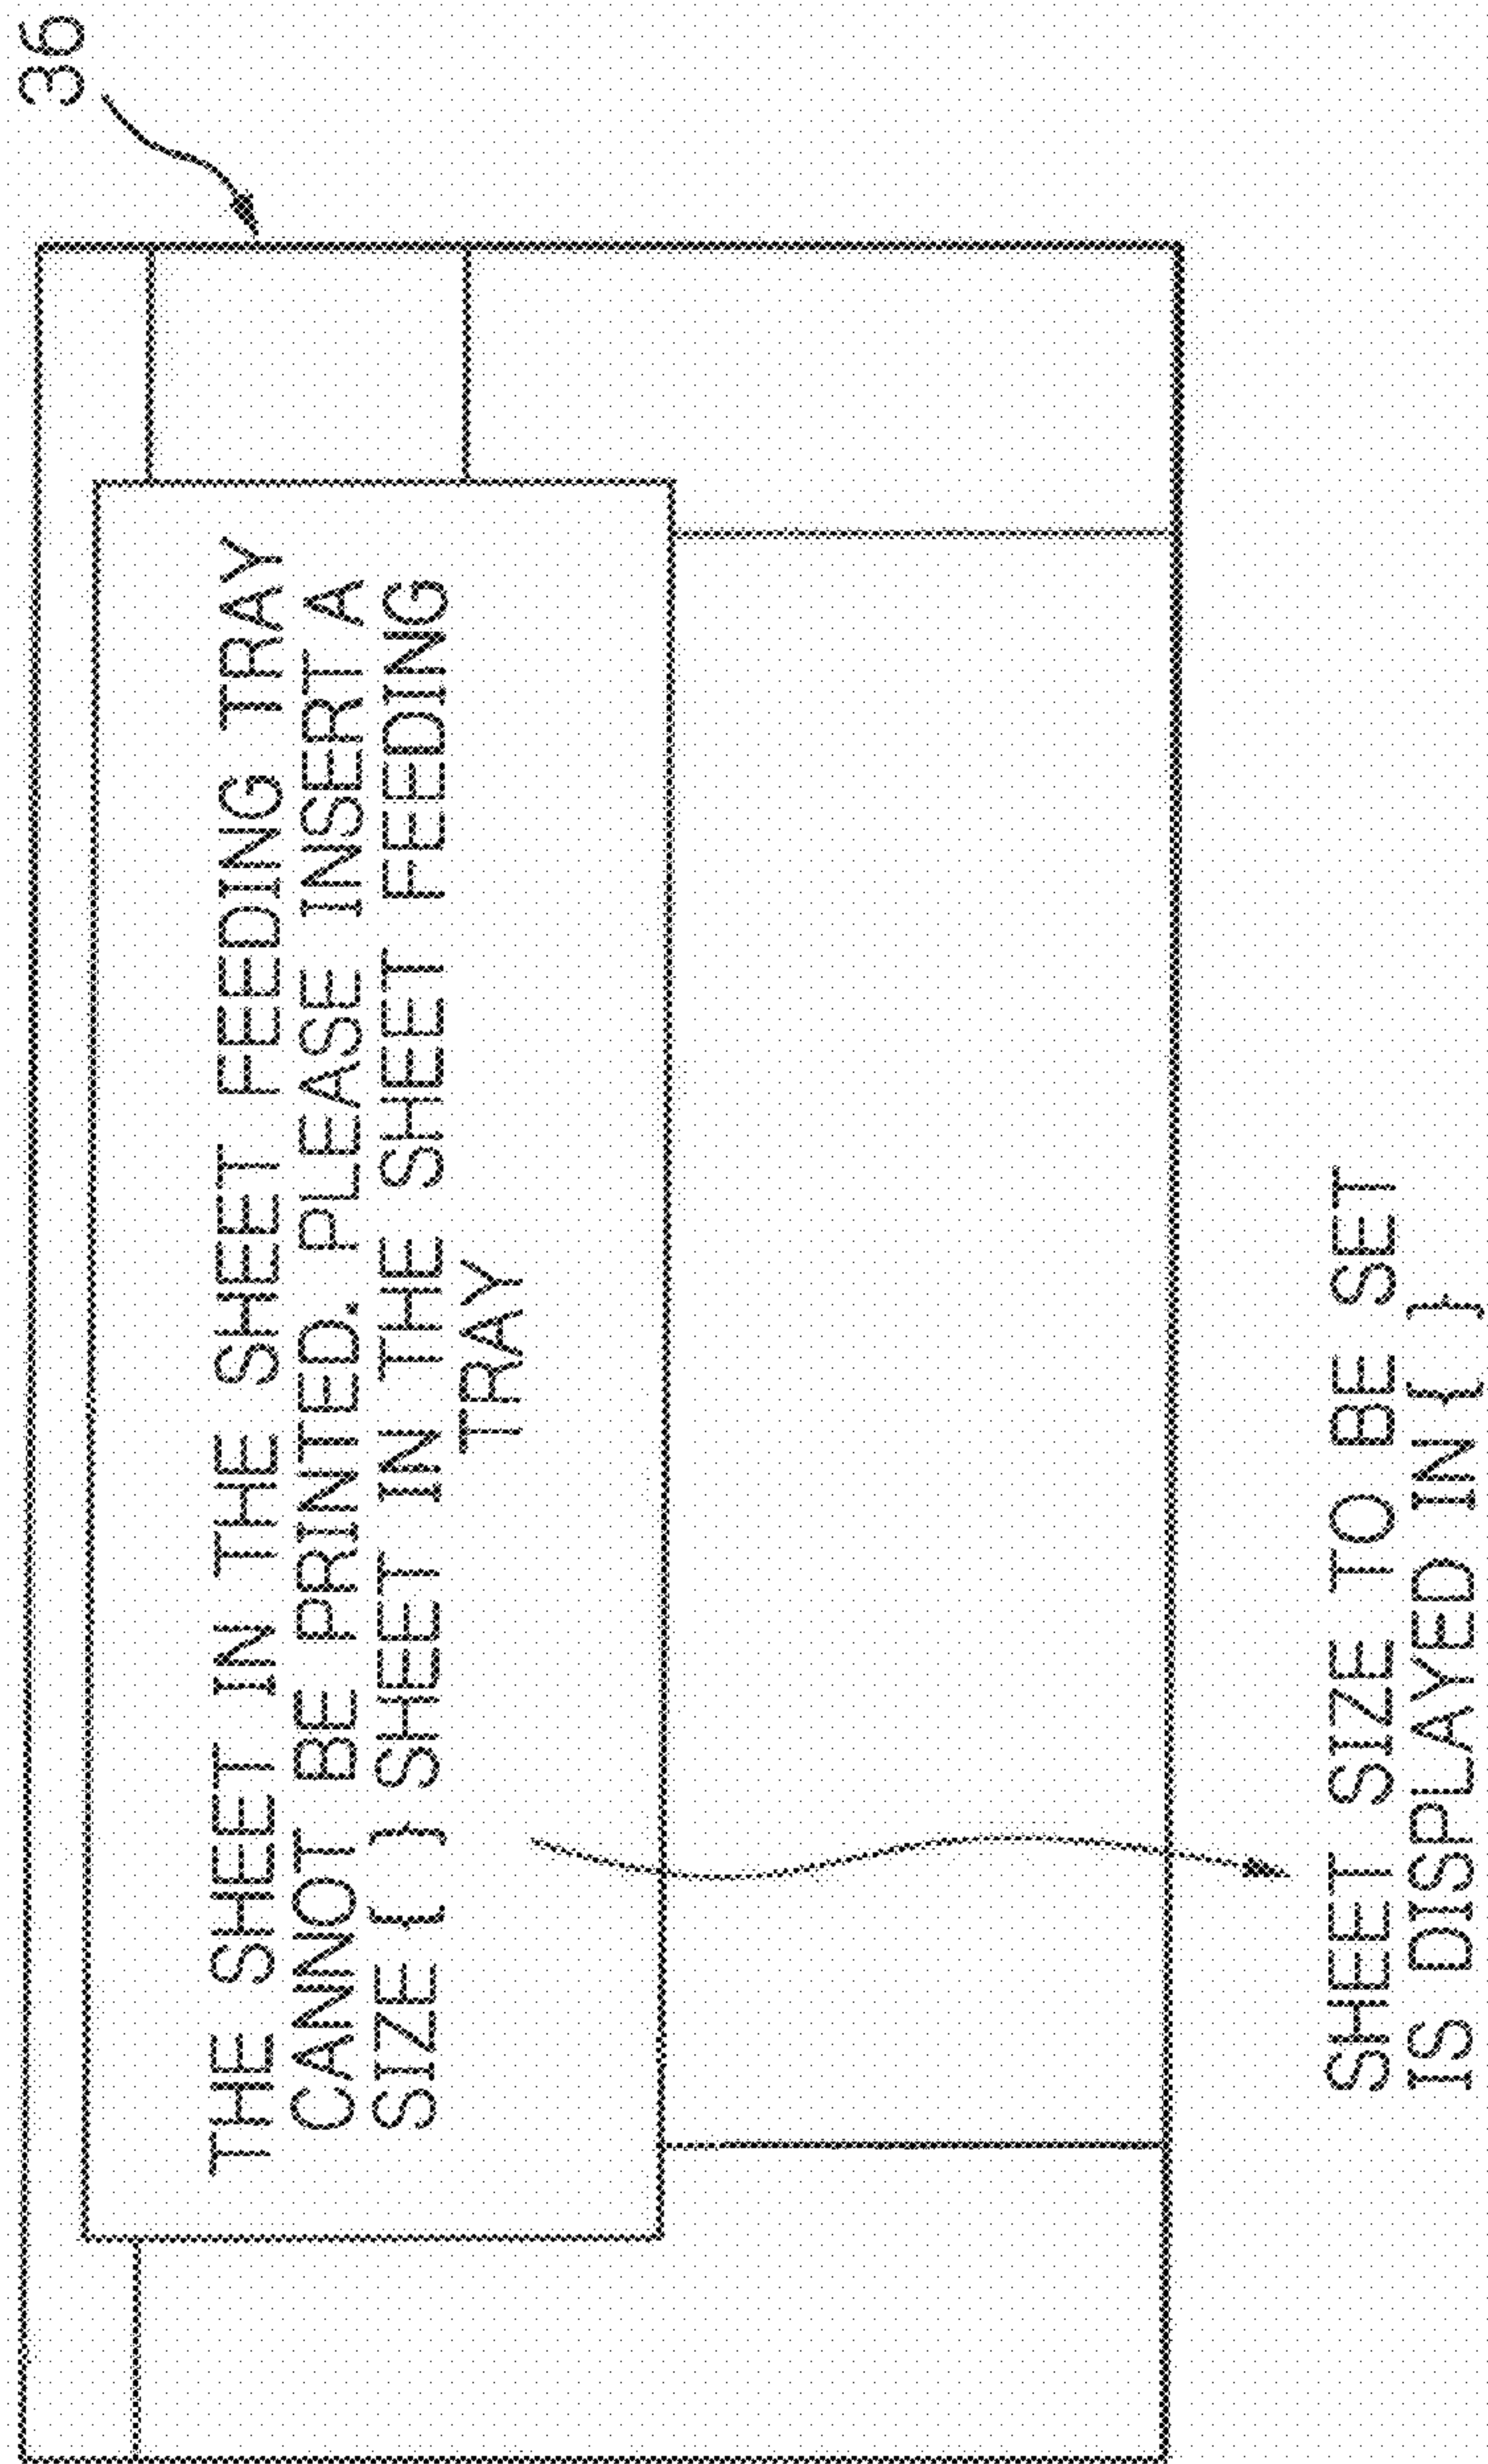 36
THE SHEET IN THE SHEET FEEDING TRAY
CANNOT BE PRINTED. PLEASE INSERT A
SIZE { } SHEET IN THE SHEET FEEDING
TRAY
SHEET SIZE TO BE SET
IS DISPLAYED IN { }